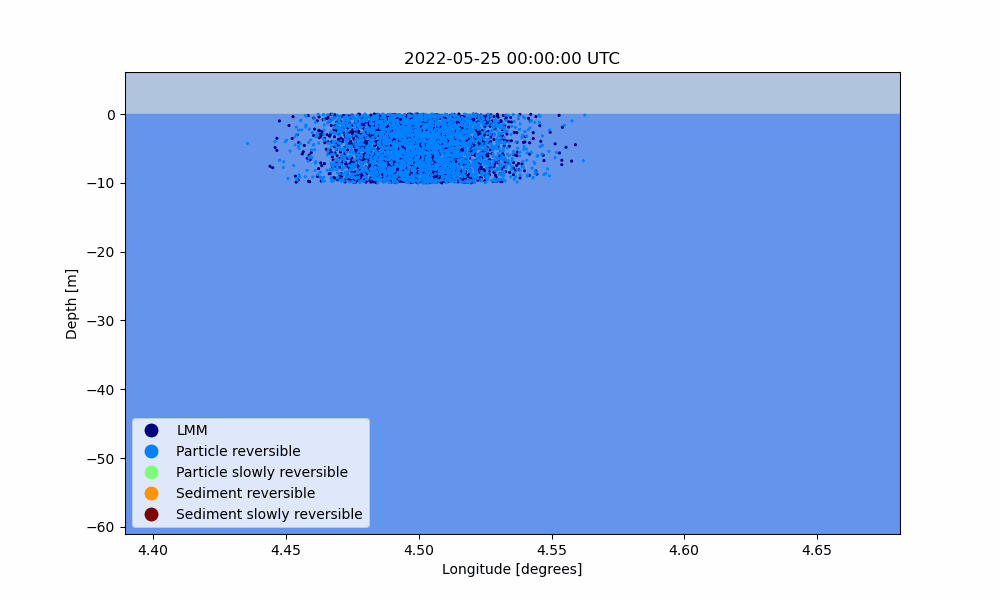 2022-05-25 00:00:00 UTC
0
−10
−20
−30
−40
−50
−60
Depth [m]
LMM
Particle reversible
Particle slowly reversible
Sediment reversible
Sediment slowly reversible
4.40 4.45 4.50 4.55 4.60 4.65
Longitude [degrees]